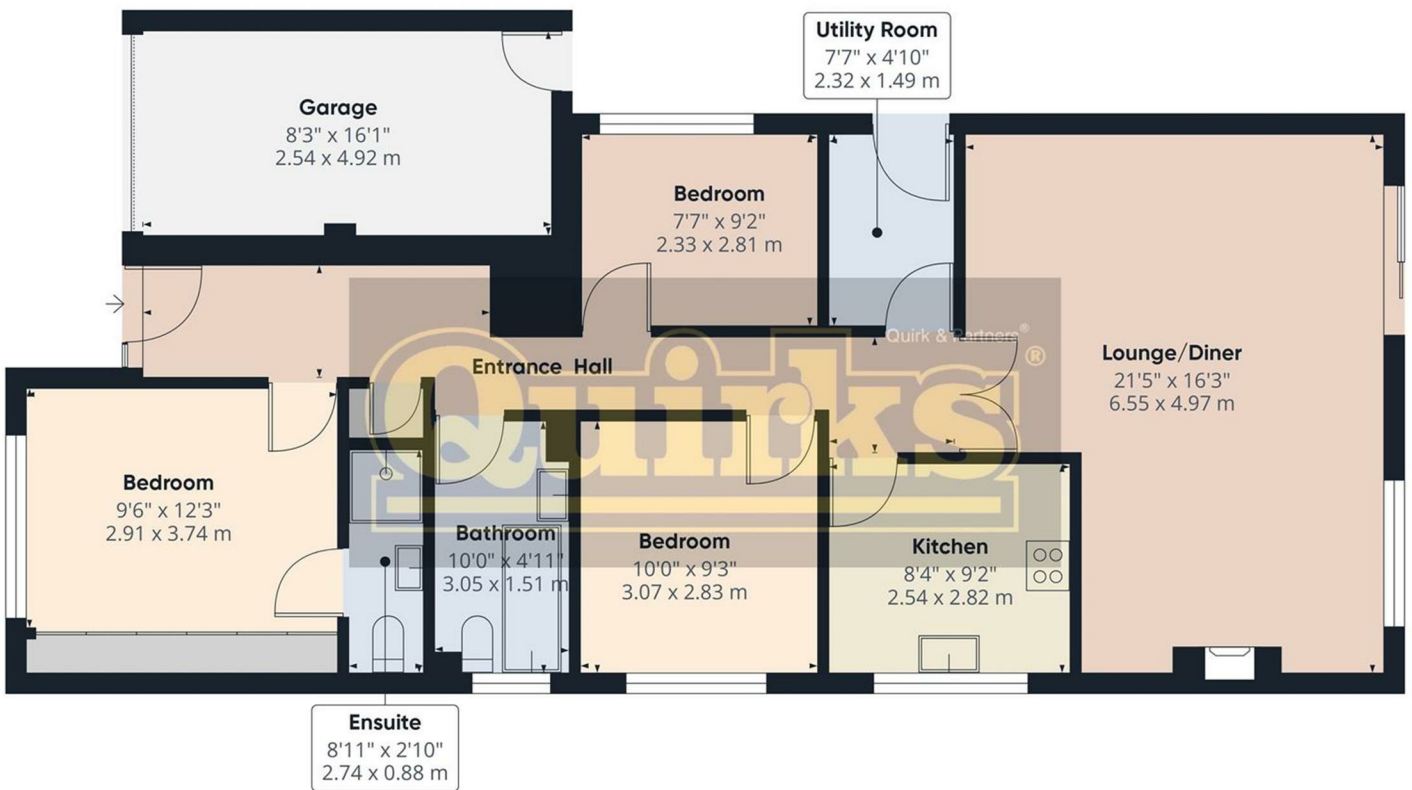 Utility Room
7'7" x 4'10"
2.32 x 1.49 m
Garage
8'3" x 16'1"
2.54 x 4.92 m
Bedroom
7'7" x 9'2"
2.33 x 2.81 m
Quirk & Partners®
Entrance Hall
Lounge/Diner
21'5" x 16'3"
6.55 x 4.97 m
Quirks®
Bedroom
9'6" x 12'3"
2.91 x 3.74 m
Bathroom
10'0" x 4'11"
3.05 x 1.51 m
Bedroom
10'0" x 9'3"
3.07 x 2.83 m
Kitchen
8'4" x 9'2"
2.54 x 2.82 m
Ensuite
8'11" x 2'10"
2.74 x 0.88 m